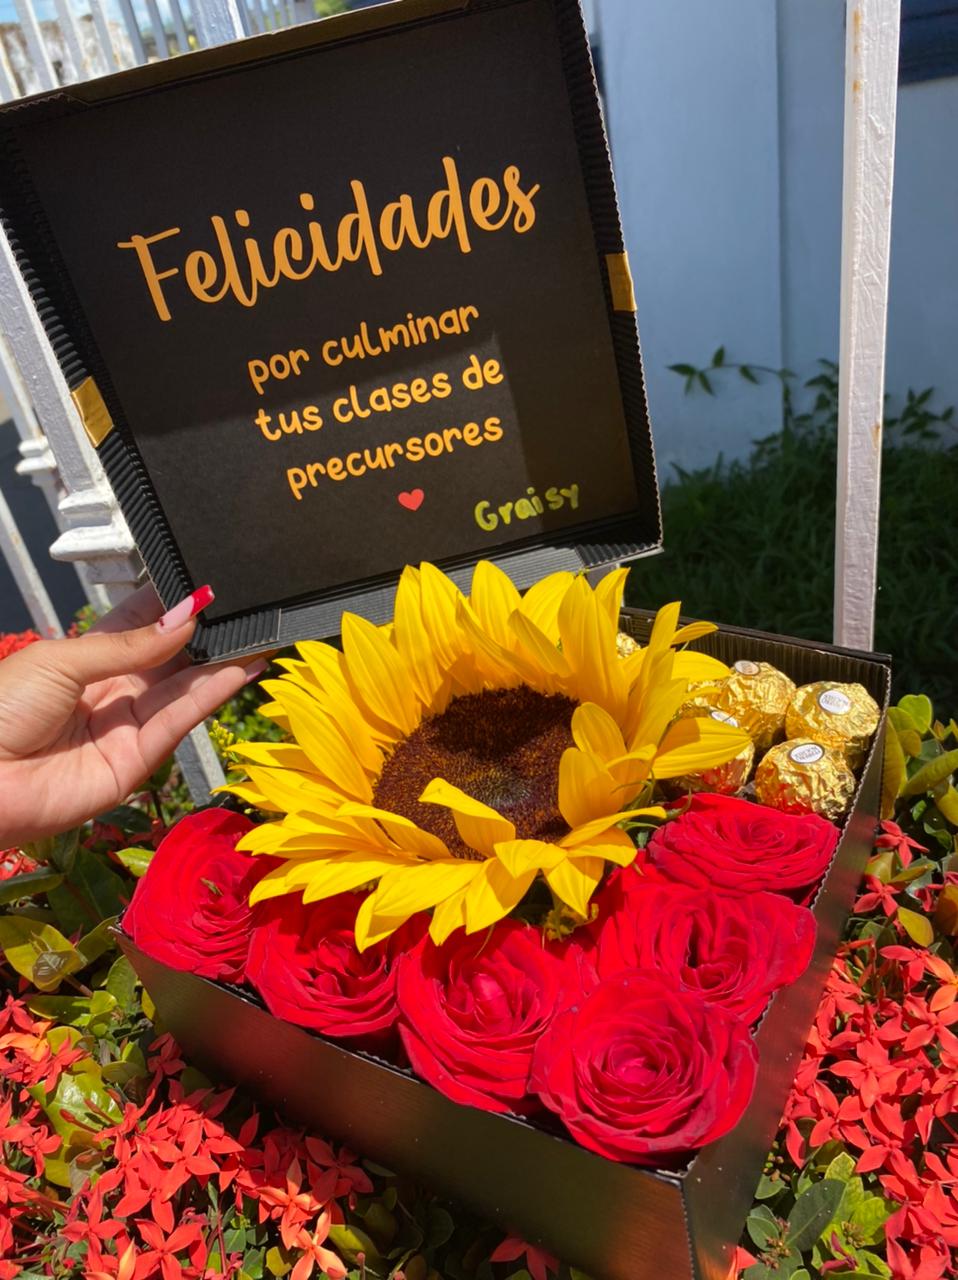 Felicidades
por culminar
tus clases de
precursores
Graisy